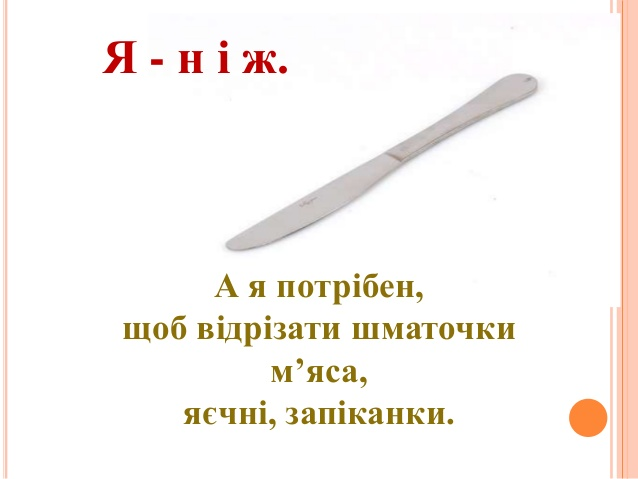 Я - н і ж.
А я потрібен,
щоб відрізати шматочки
м’яса,
яєчні, запіканки.